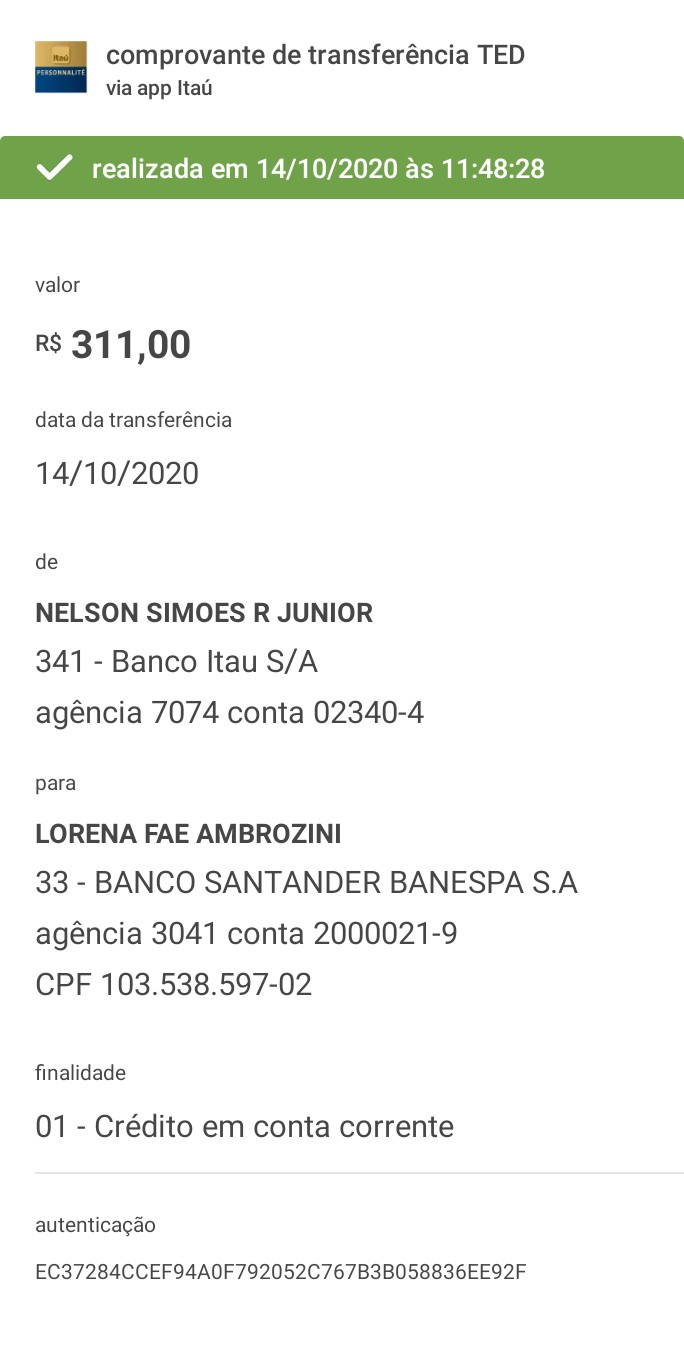 Itaú
PERSONNALITÉ
comprovante de transferência TED
via app Itaú
realizada em 14/10/2020 às 11:48:28
valor
R$ 311,00
data da transferência
14/10/2020
de
NELSON SIMOES R JUNIOR
341 - Banco Itau S/A
agência 7074 conta 02340-4
para
LORENA FAE AMBROZINI
33 - BANCO SANTANDER BANESPA S.A
agência 3041 conta 2000021-9
CPF 103.538.597-02
finalidade
01 - Crédito em conta corrente
autenticação
EC37284CCEF94A0F792052C767B3B058836EE92F